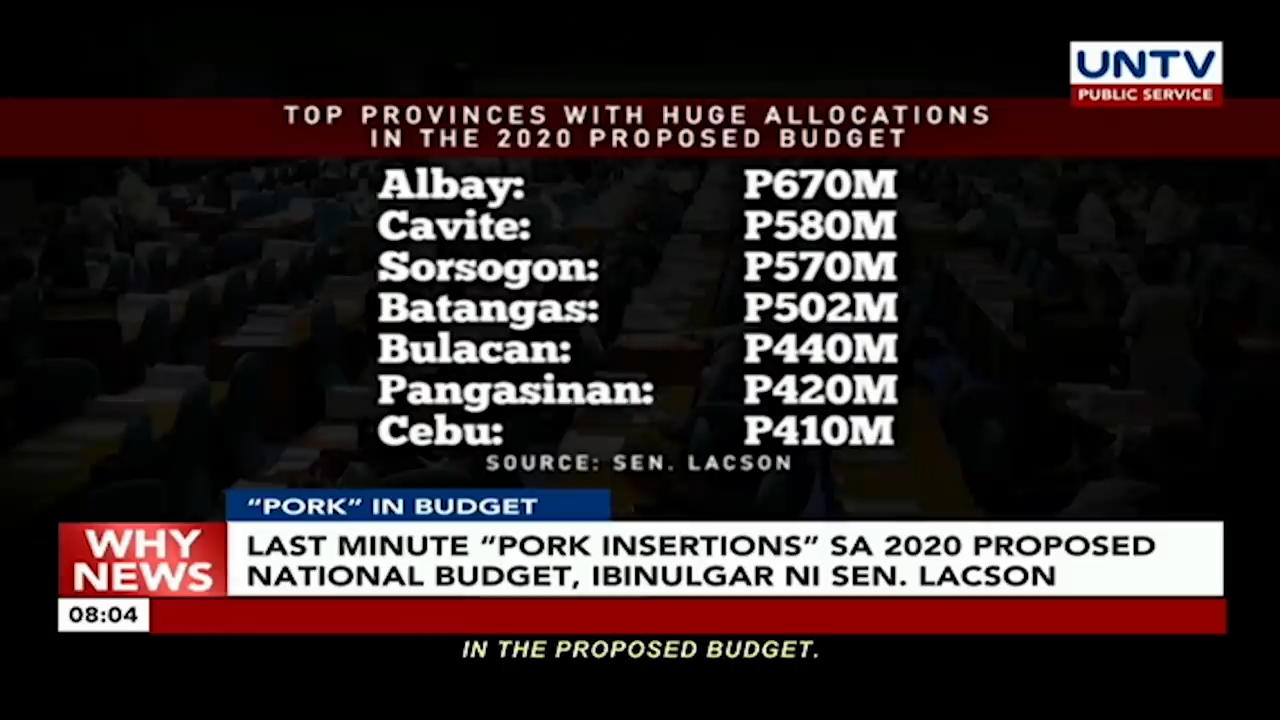 UNTV
PUBLIC SERVICE
TOP PROVINCES WITH HUGE ALLOCATIONS
IN THE 2020 PROPOSED BUDGET
Albay: P670M
Cavite: P580M
Sorsogon: P570M
Batangas: P502M
Bulacan: P440M
Pangasinan: P420M
Cebu: P410M
SOURCE: SEN. LACSON
“PORK” IN BUDGET
WHY
NEWS
LAST MINUTE “PORK INSERTIONS” SA 2020 PROPOSED
NATIONAL BUDGET, IBINULGAR NI SEN. LACSON
08:04
IN THE PROPOSED BUDGET.